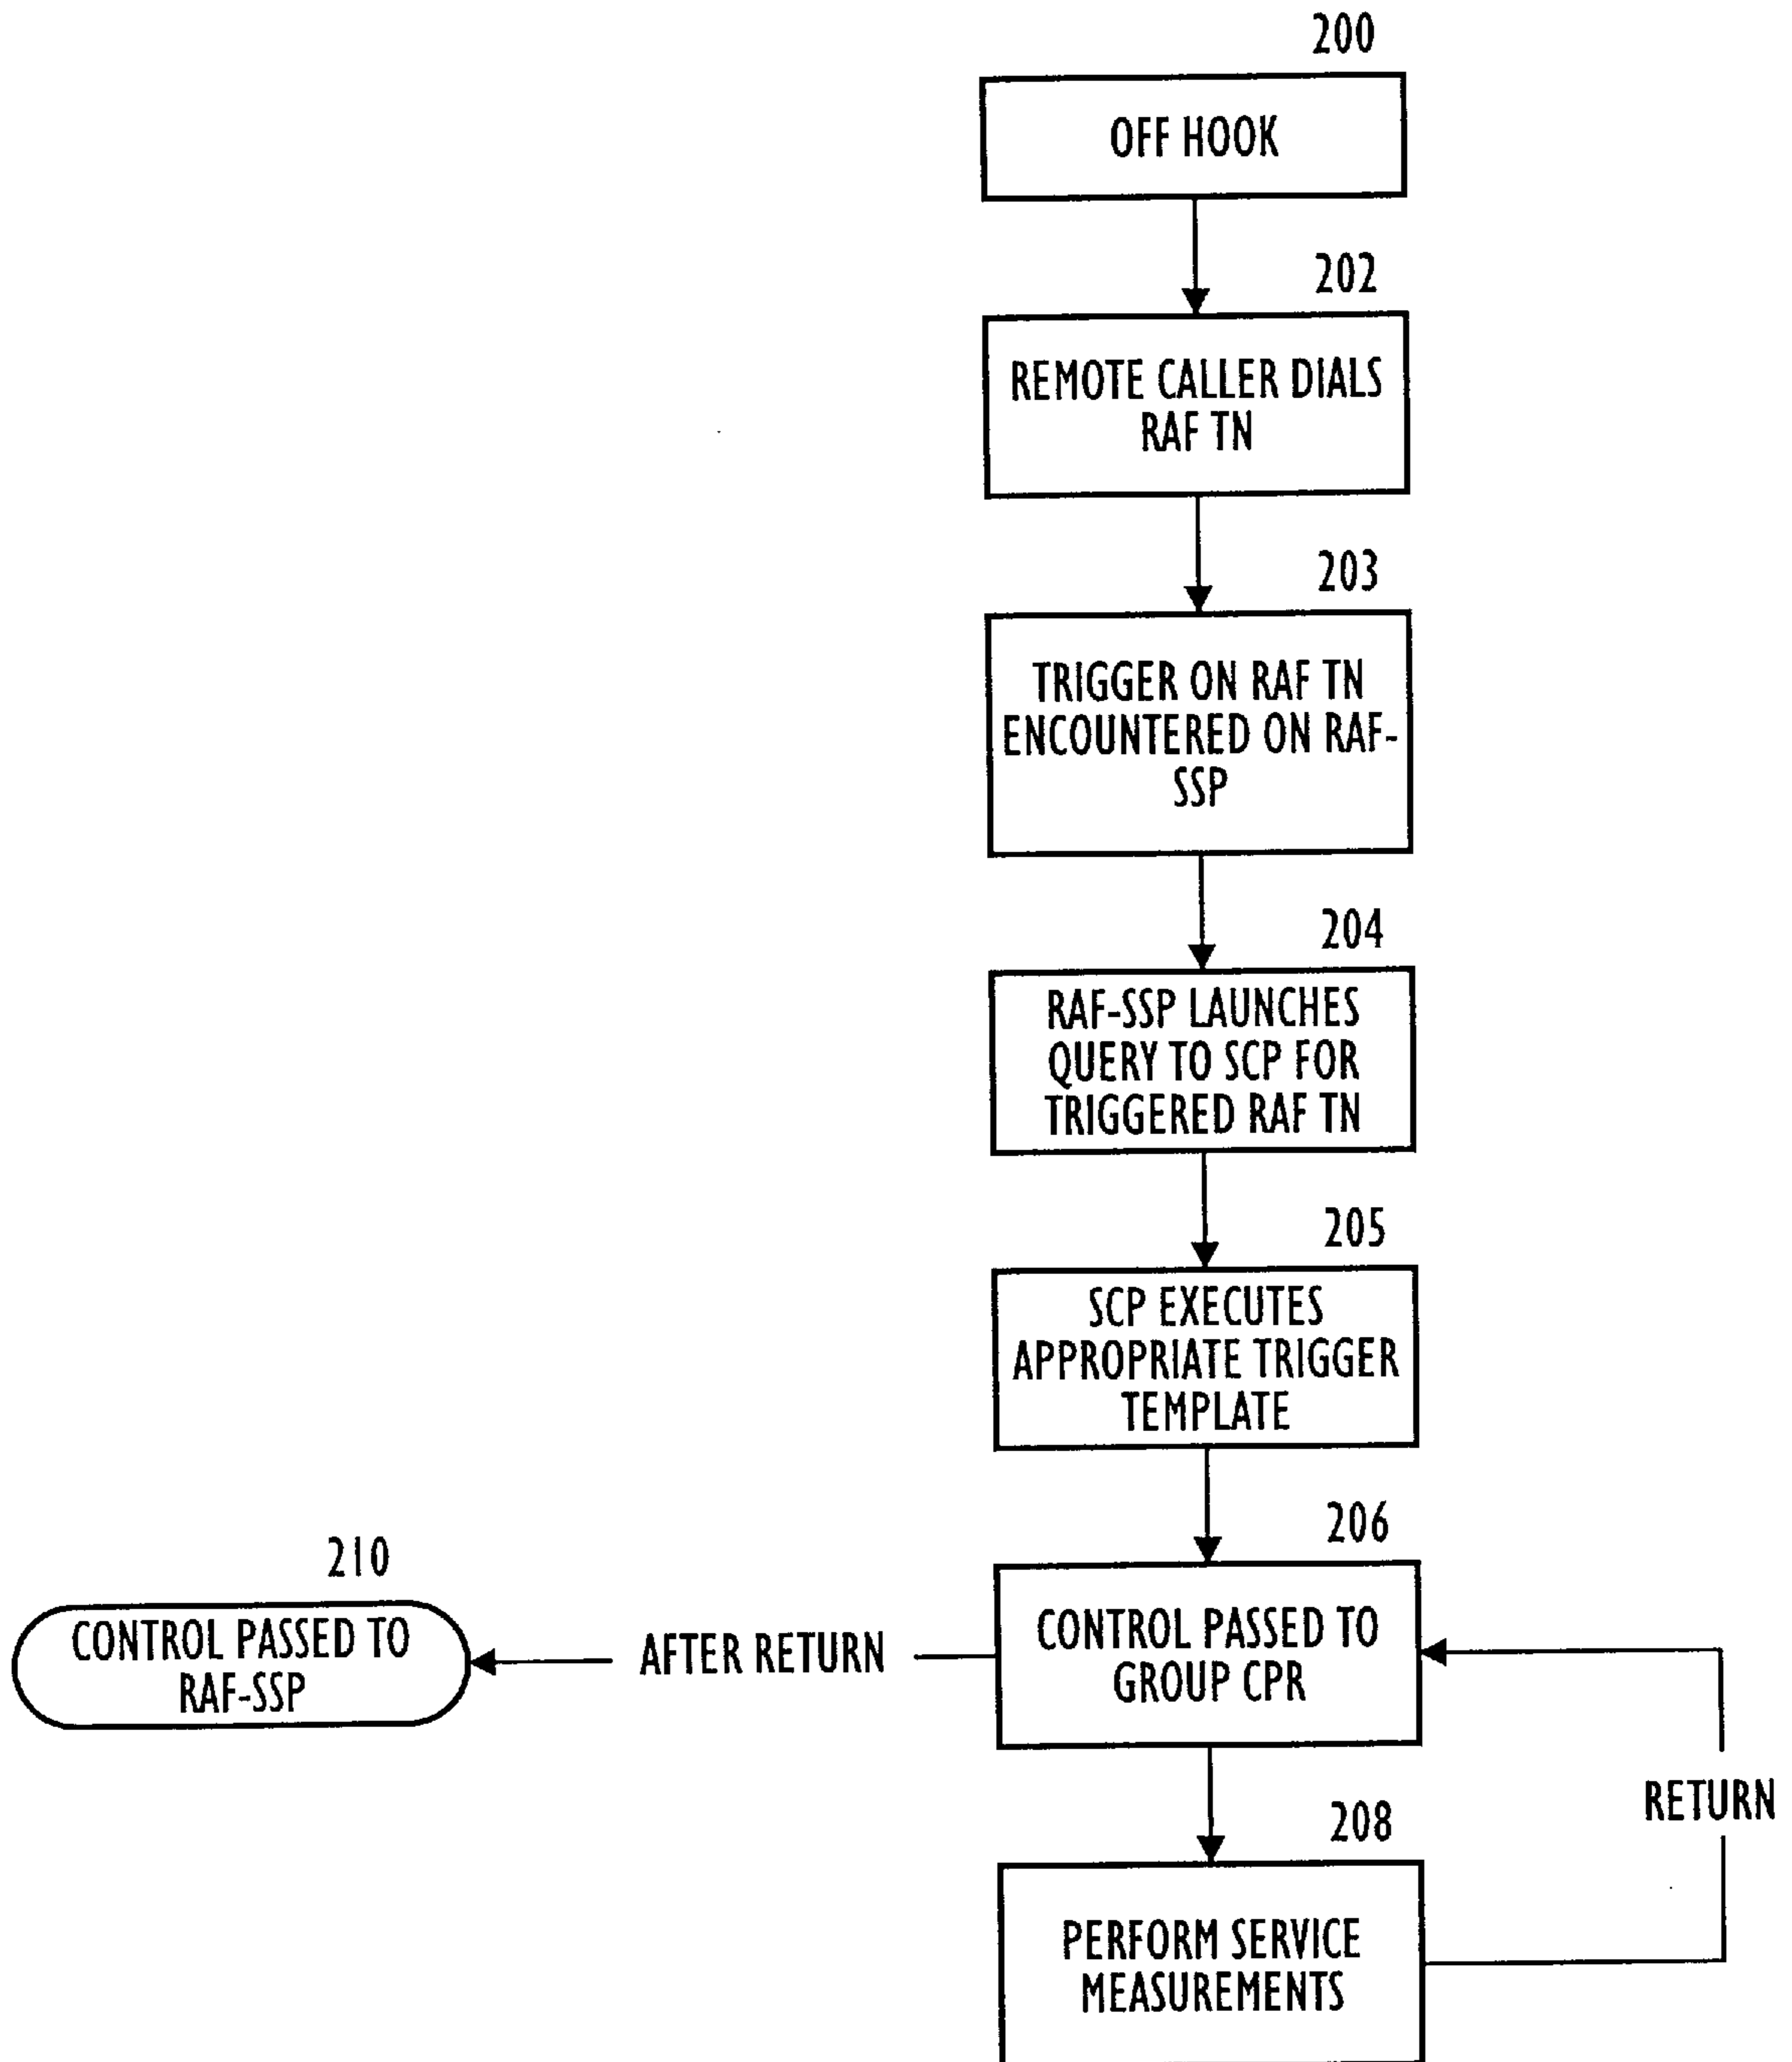 200
OFF HOOK
202
REMOTE CALLER DIALS
RAF TN
203
TRIGGER ON RAF TN
ENCOUNTERED ON RAF-
SSP
204
RAF-SSP LAUNCHES
QUERY TO SCP FOR
TRIGGERED RAF TN
205
SCP EXECUTES
APPROPRIATE TRIGGER
TEMPLATE
206
CONTROL PASSED TO
GROUP CPR
210
CONTROL PASSED TO
RAF-SSP
AFTER RETURN
RETURN
208
PERFORM SERVICE
MEASUREMENTS